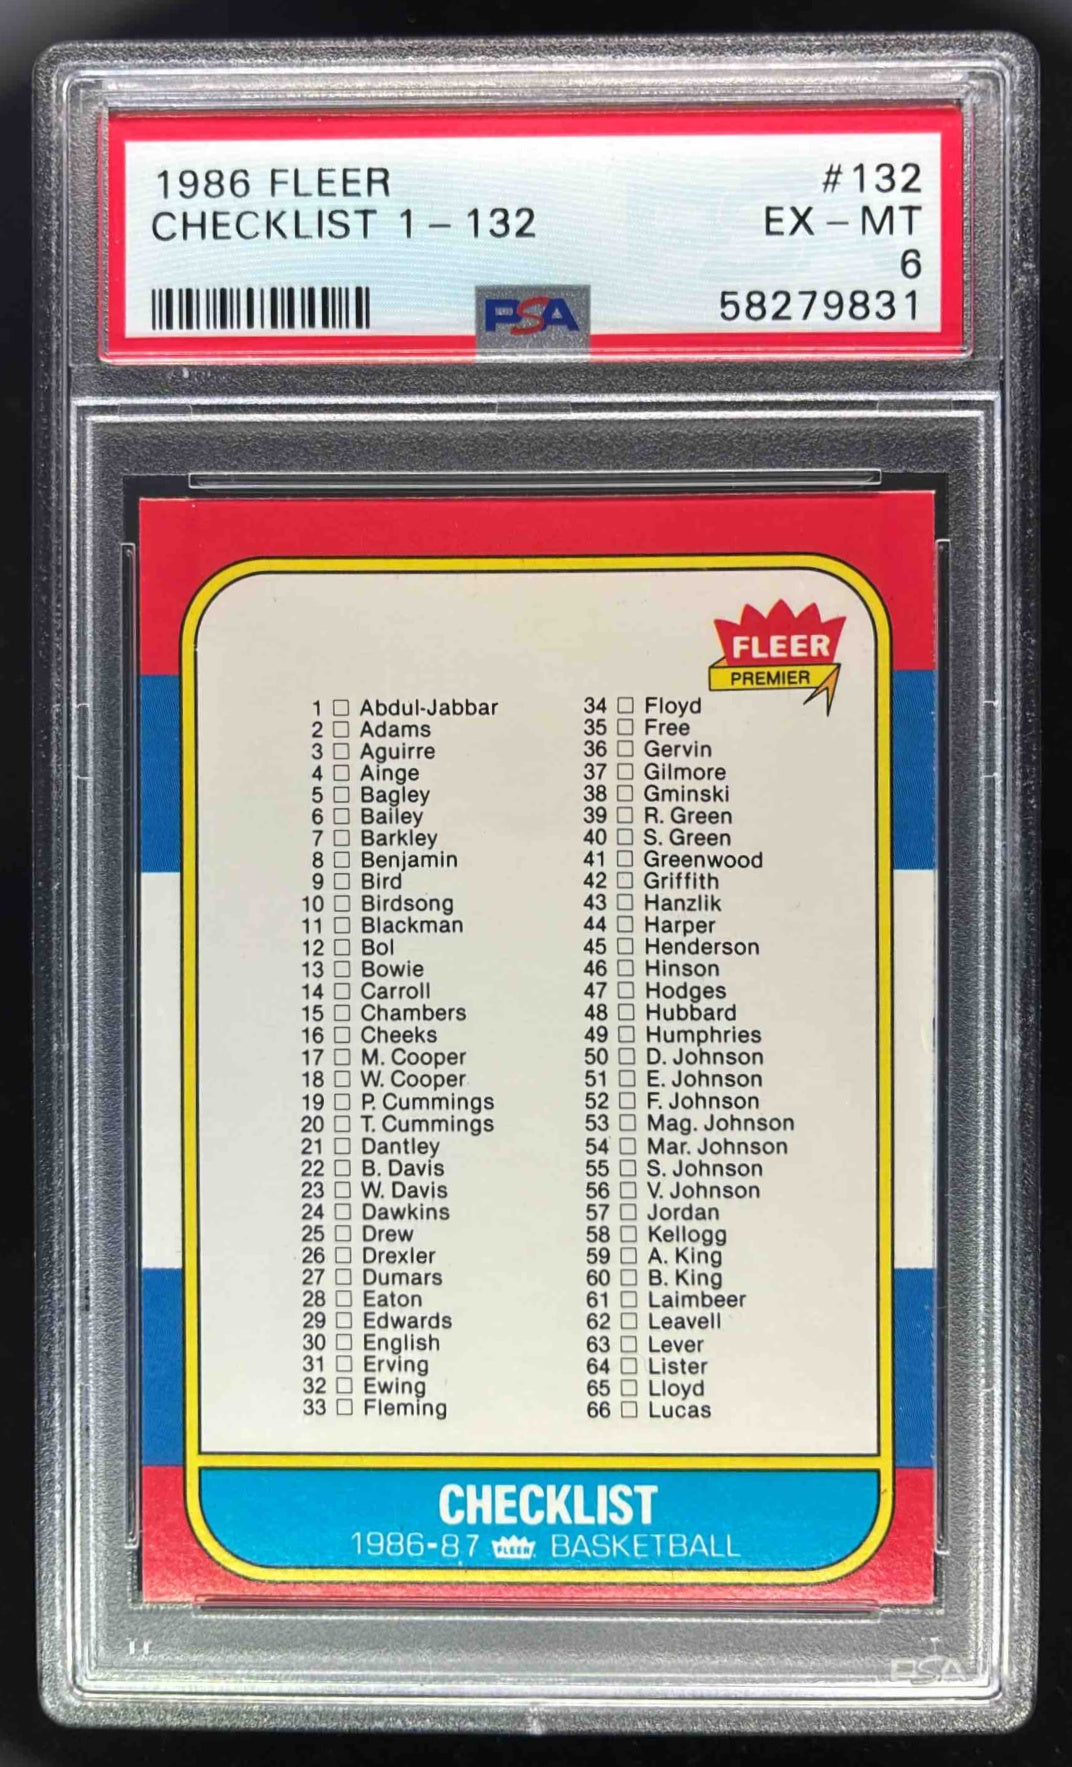 1986 FLEER #132
CHECKLIST 1 – 132 EX – MT
6
PSA 58279831
FLEER
PREMIER
1 □ Abdul-Jabbar
2 □ Adams
3 □ Aguirre
4 □ Ainge
5 □ Bagley
6 □ Bailey
7 □ Barkley
8 □ Benjamin
9 □ Bird
10 □ Birdsong
11 □ Blackman
12 □ Bol
13 □ Bowie
14 □ Carroll
15 □ Chambers
16 □ Cheeks
17 □ M. Cooper
18 □ W. Cooper
19 □ P. Cummings
20 □ T. Cummings
21 □ Dantley
22 □ B. Davis
23 □ W. Davis
24 □ Dawkins
25 □ Drew
26 □ Drexler
27 □ Dumars
28 □ Eaton
29 □ Edwards
30 □ English
31 □ Erving
32 □ Ewing
33 □ Fleming
34 □ Floyd
35 □ Free
36 □ Gervin
37 □ Gilmore
38 □ Gminski
39 □ R. Green
40 □ S. Green
41 □ Greenwood
42 □ Griffith
43 □ Hanzlik
44 □ Harper
45 □ Henderson
46 □ Hinson
47 □ Hodges
48 □ Hubbard
49 □ Humphries
50 □ D. Johnson
51 □ E. Johnson
52 □ F. Johnson
53 □ Mag. Johnson
54 □ Mar. Johnson
55 □ S. Johnson
56 □ V. Johnson
57 □ Jordan
58 □ Kellogg
59 □ A. King
60 □ B. King
61 □ Laimbeer
62 □ Leavell
63 □ Lever
64 □ Lister
65 □ Lloyd
66 □ Lucas
CHECKLIST
1986-87 FLEER BASKETBALL
PSA